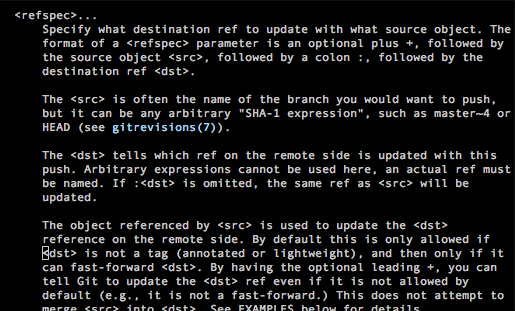 <refspec>...
Specify what destination ref to update with what source object. The
format of a <refspec> parameter is an optional plus +, followed by
the source object <src>, followed by a colon :, followed by the
destination ref <dst>.
The <src> is often the name of the branch you would want to push,
but it can be any arbitrary "SHA-1 expression", such as master~4 or
HEAD (see gitrevisions(7)).
The <dst> tells which ref on the remote side is updated with this
push. Arbitrary expressions cannot be used here, an actual ref must
be named. If :<dst> is omitted, the same ref as <src> will be
updated.
The object referenced by <src> is used to update the <dst>
reference on the remote side. By default this is only allowed if
<dst> is not a tag (annotated or lightweight), and then only if it
can fast-forward <dst>. By having the optional leading +, you can
tell Git to update the <dst> ref even if it is not allowed by
default (e.g., it is not a fast-forward.) This does not attempt to
merge <src> into <dst>. See EXAMPLES below for details.